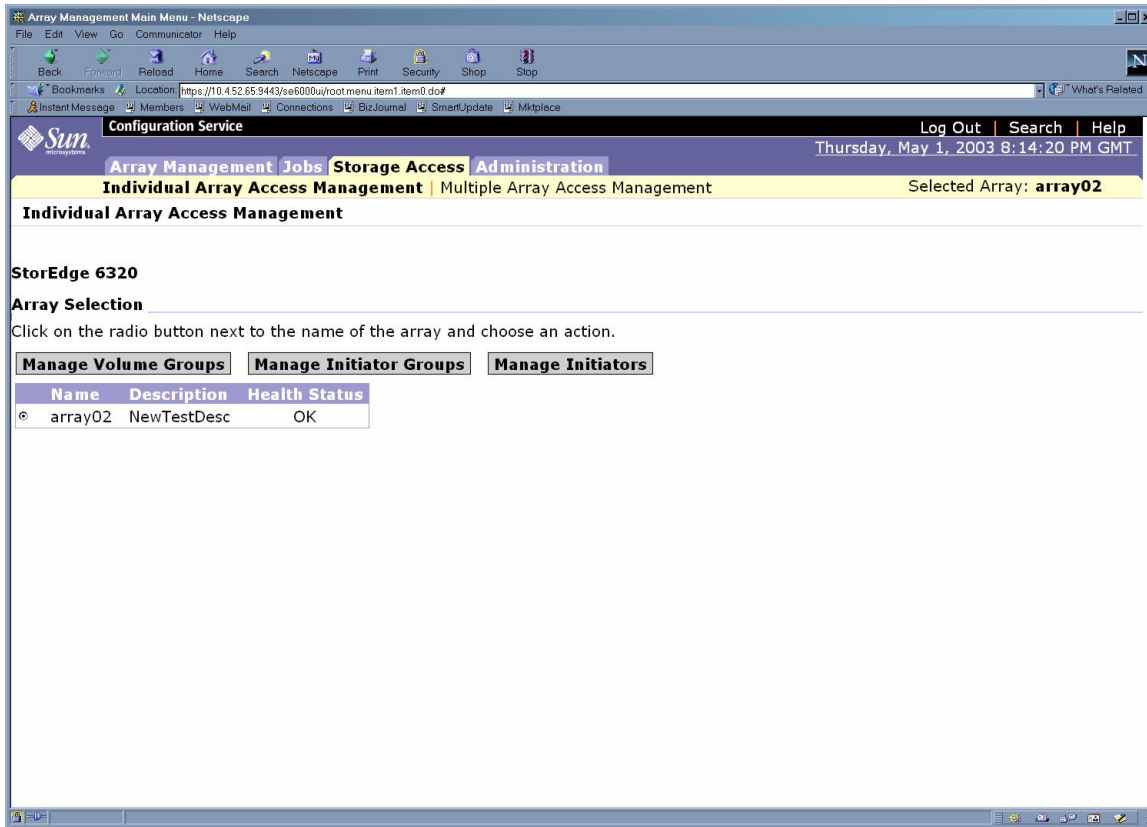 Array Management Main Menu - Netscape
File Edit View Go Communicator Help
Back Forward Reload Home Search Netscape Print Security Shop Stop
My
N
Bookmarks Location: https://10.4.52.65:9443/se6000ui/root.menu.item1.item0.do# What's Related
Instant Message Members WebMail Connections BizJournal SmartUpdate Mktplace
Sun microsystems
Configuration Service Log Out | Search | Help
Thursday, May 1, 2003 8:14:20 PM GMT
Array Management Jobs Storage Access Administration
Individual Array Access Management | Multiple Array Access Management Selected Array: array02
Individual Array Access Management
StorEdge 6320
Array Selection
Click on the radio button next to the name of the array and choose an action.
Manage Volume Groups Manage Initiator Groups Manage Initiators
Name Description Health Status
array02 NewTestDesc OK